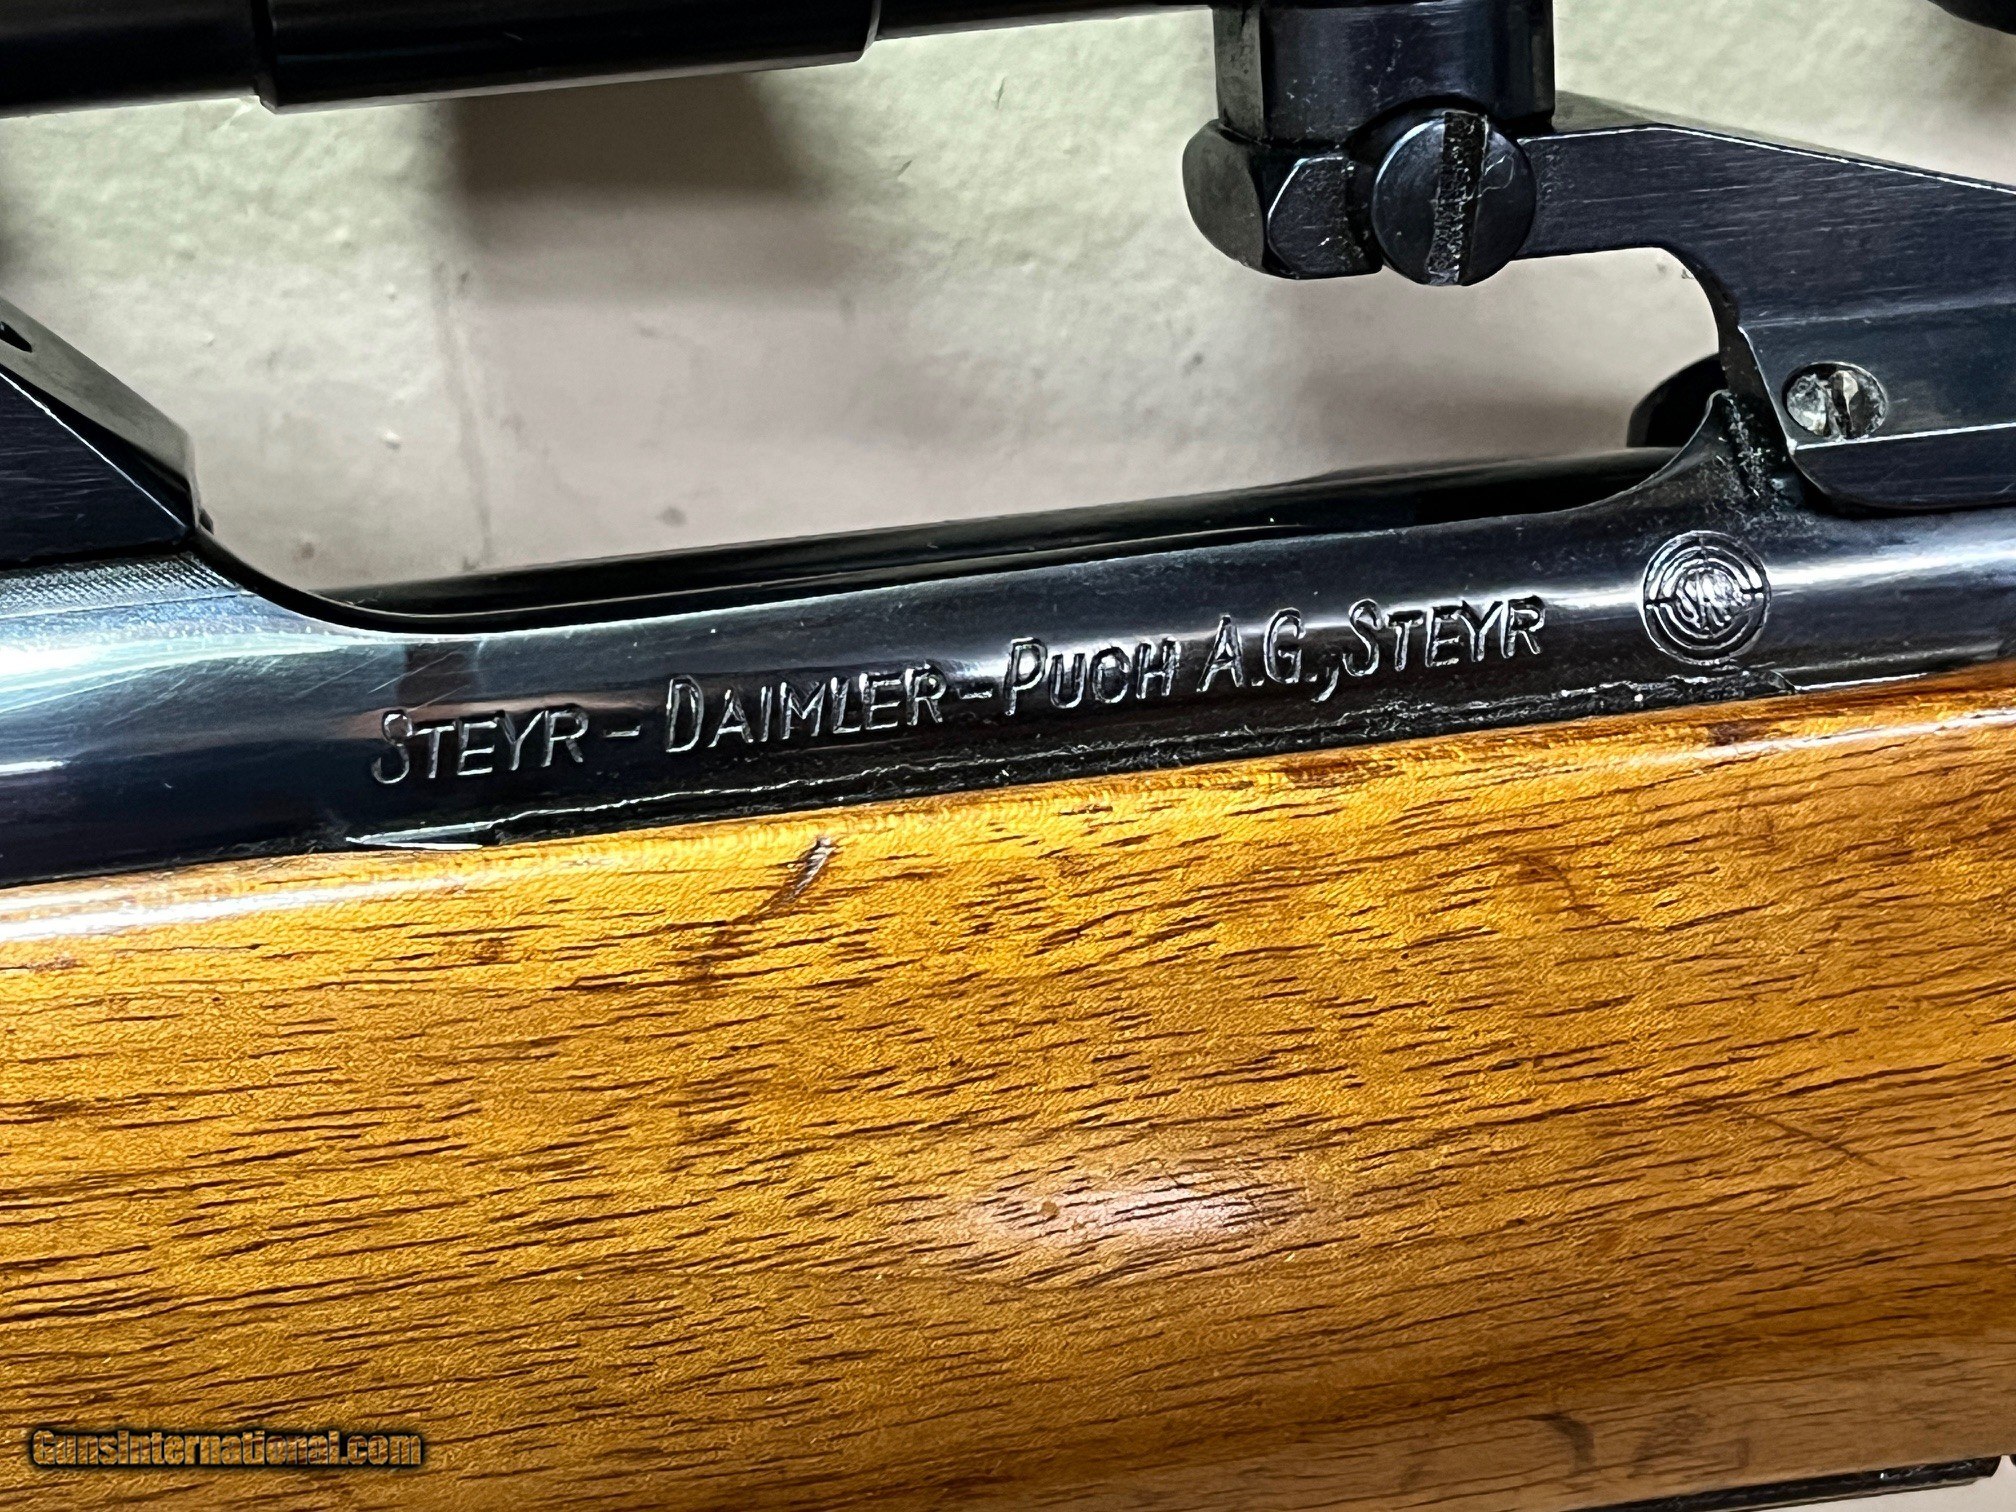 STEYR - DAIMLER-PUCH A.G., STEYR
GunsInternational.com